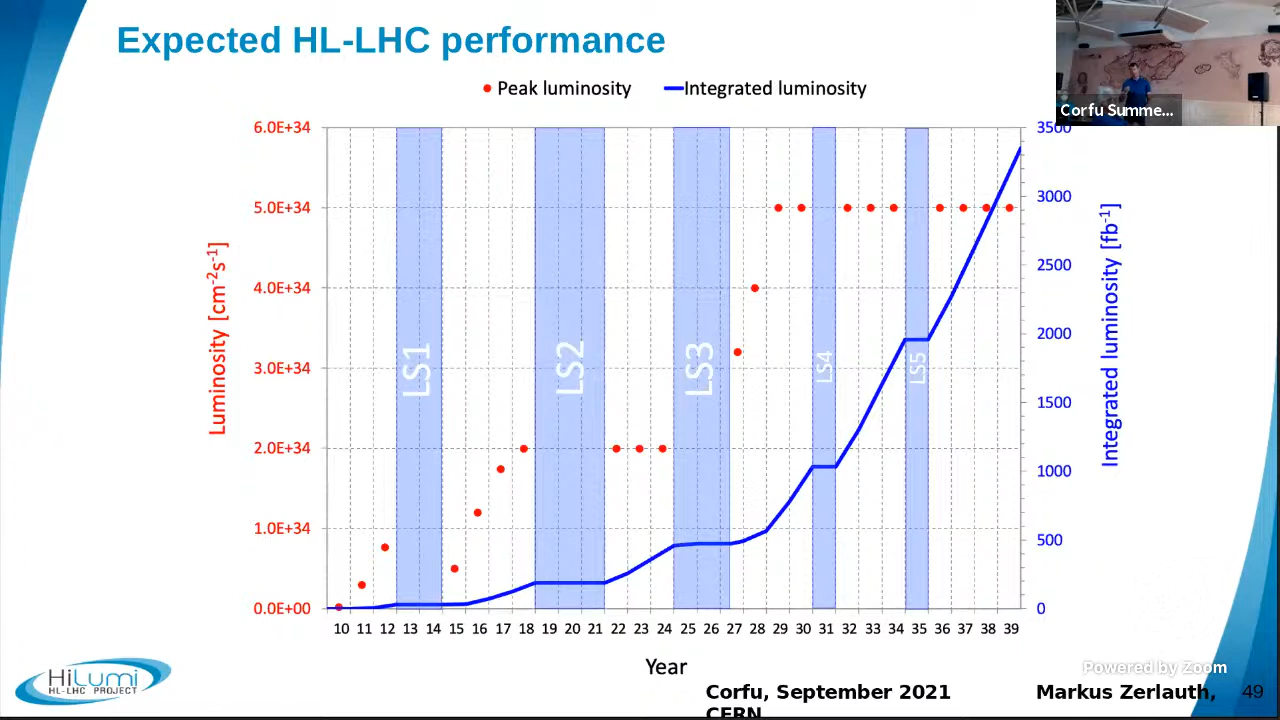 Expected HL-LHC performance
Peak luminosity
Integrated luminosity
Corfu Summe...
6.0E+34
5.0E+34
4.0E+34
3.0E+34
2.0E+34
1.0E+34
0.0E+00
Luminosity [cm-2s-1]
LS1
LS2
LS3
LS4
LS5
3500
3000
2500
2000
1500
1000
500
0
Integrated luminosity [fb-1]
10 11 12 13 14 15 16 17 18 19 20 21 22 23 24 25 26 27 28 29 30 31 32 33 34 35 36 37 38 39
Year
HiLumi
HL-LHC PROJECT
Powered by Zoom
Corfu, September 2021 Markus Zerlauth, 49
CERN